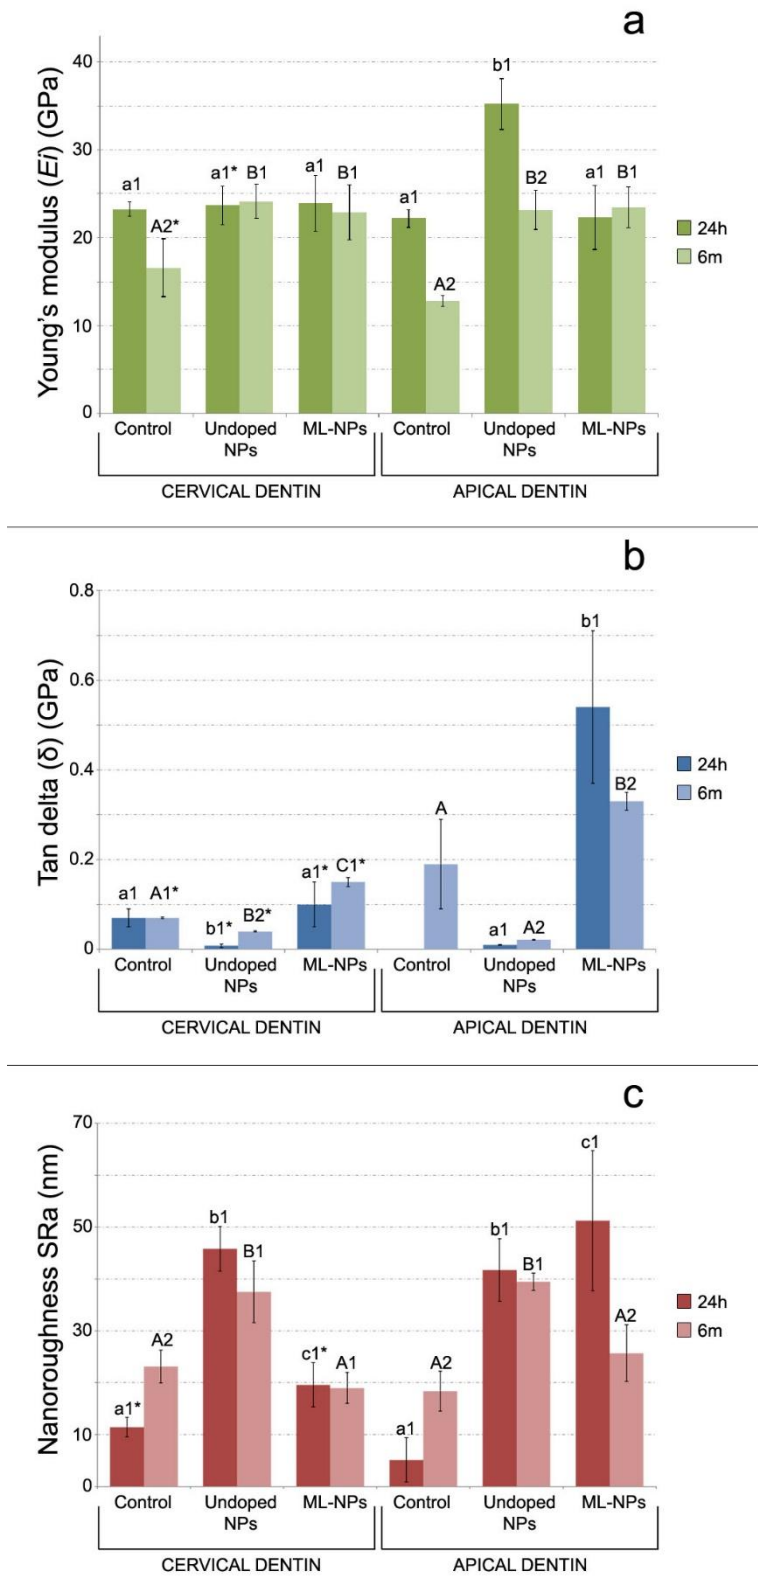 a
Young's modulus (Ei) (GPa)
40
30
20
10
0
a1
A2*
a1*
B1
a1
B1
a1
A2
b1
B2
a1
B1
24h
6m
Control
Undoped
NPs
ML-NPs
Control
Undoped
NPs
ML-NPs
CERVICAL DENTIN
APICAL DENTIN
b
Tan delta (δ) (GPa)
0.8
0.6
0.4
0.2
0
a1
A1*
b1*
B2*
a1*
C1*
A
a1
A2
b1
B2
24h
6m
Control
Undoped
NPs
ML-NPs
Control
Undoped
NPs
ML-NPs
CERVICAL DENTIN
APICAL DENTIN
c
Nanoroughness SRa (nm)
70
50
30
10
0
a1*
A2
b1
B1
c1*
A1
a1
A2
b1
B1
c1
A2
24h
6m
Control
Undoped
NPs
ML-NPs
Control
Undoped
NPs
ML-NPs
CERVICAL DENTIN
APICAL DENTIN